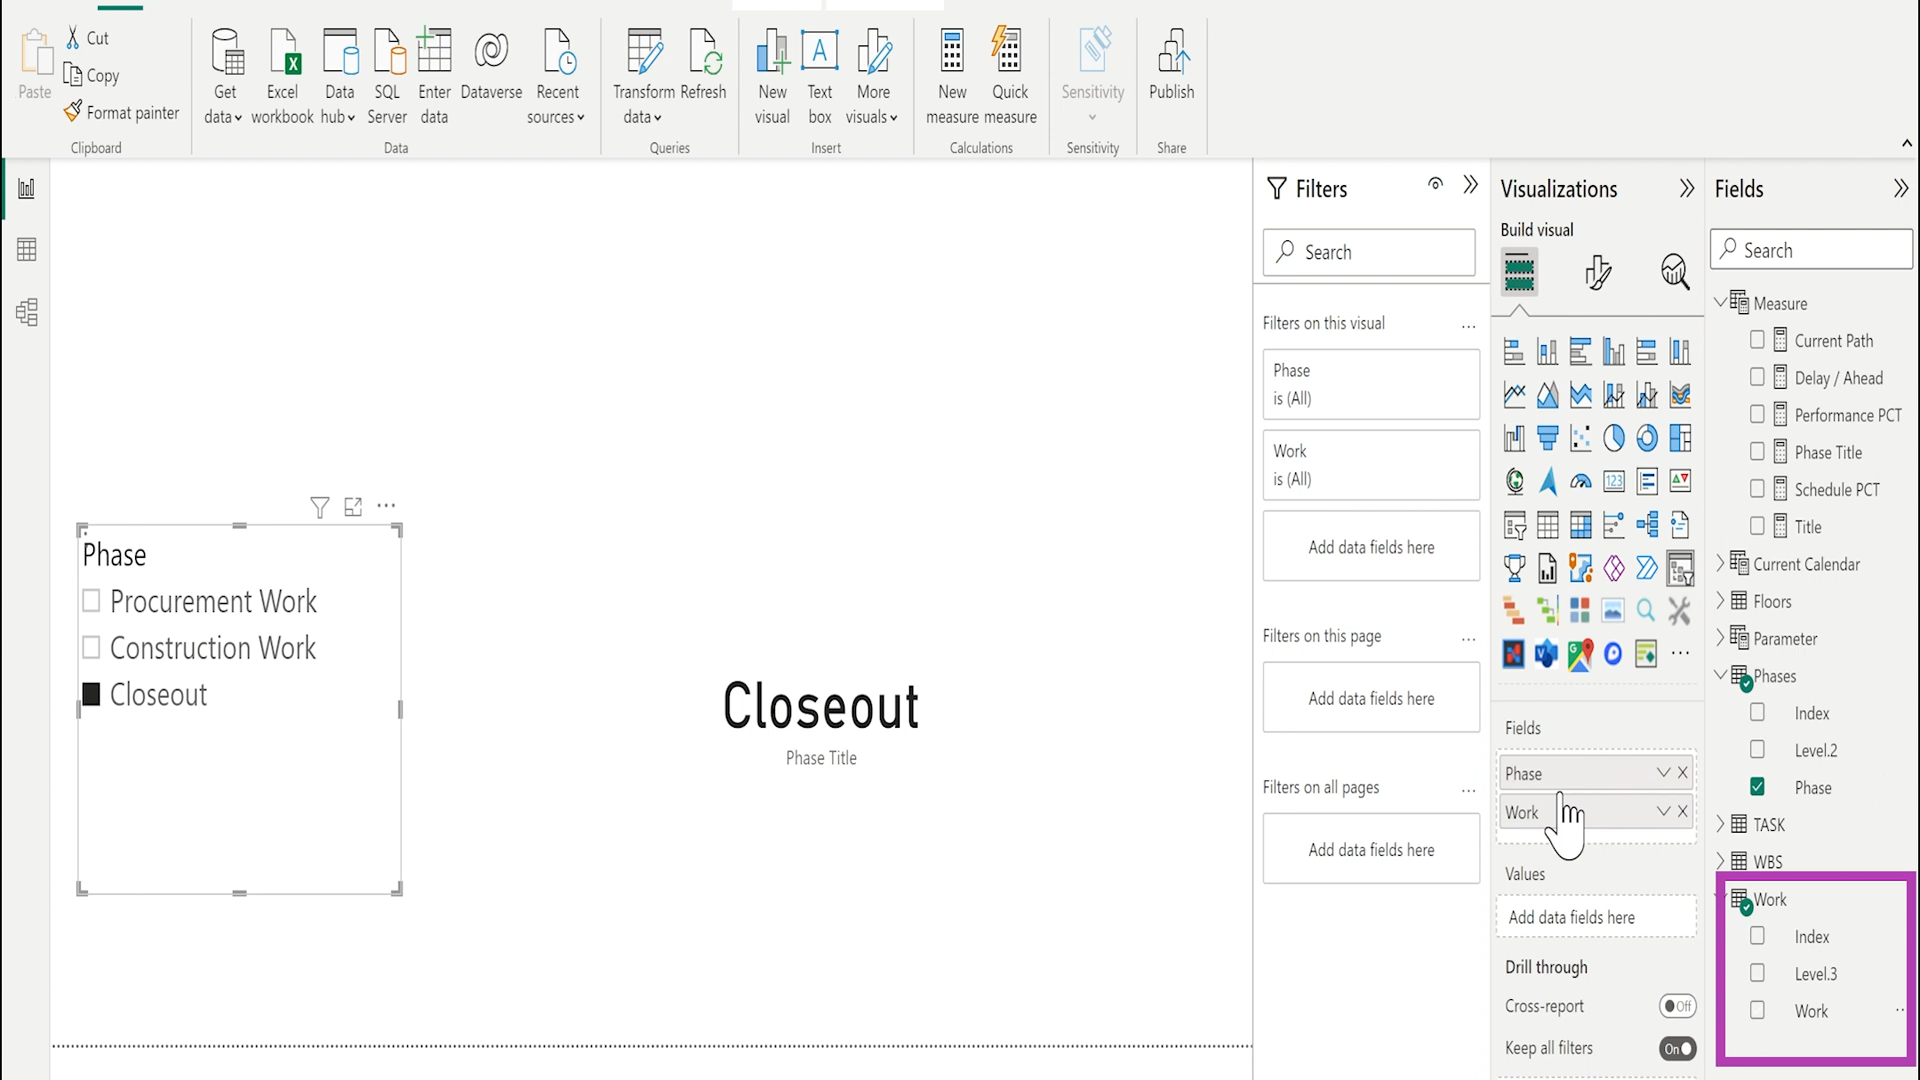 Paste
Cut
Copy
Format painter
Clipboard
Get data
Excel workbook
Data hub
SQL Server
Enter data
Dataverse
Recent sources
Data
Transform data
Refresh
Queries
New visual
Text box
More visuals
Insert
New measure
Quick measure
Calculations
Sensitivity
Sensitivity
Publish
Share
Phase
Procurement Work
Construction Work
Closeout
Closeout
Phase Title
Filters
Search
Filters on this visual
Phase
is (All)
Work
is (All)
Add data fields here
Filters on this page
Add data fields here
Filters on all pages
Add data fields here
Visualizations
Build visual
123
Fields
Phase
Work
Values
Add data fields here
Drill through
Cross-report
Off
Keep all filters
On
Fields
Search
Measure
Current Path
Delay / Ahead
Performance PCT
Phase Title
Schedule PCT
Title
Current Calendar
Floors
Parameter
Phases
Index
Level.2
Phase
TASK
WBS
Work
Index
Level.3
Work